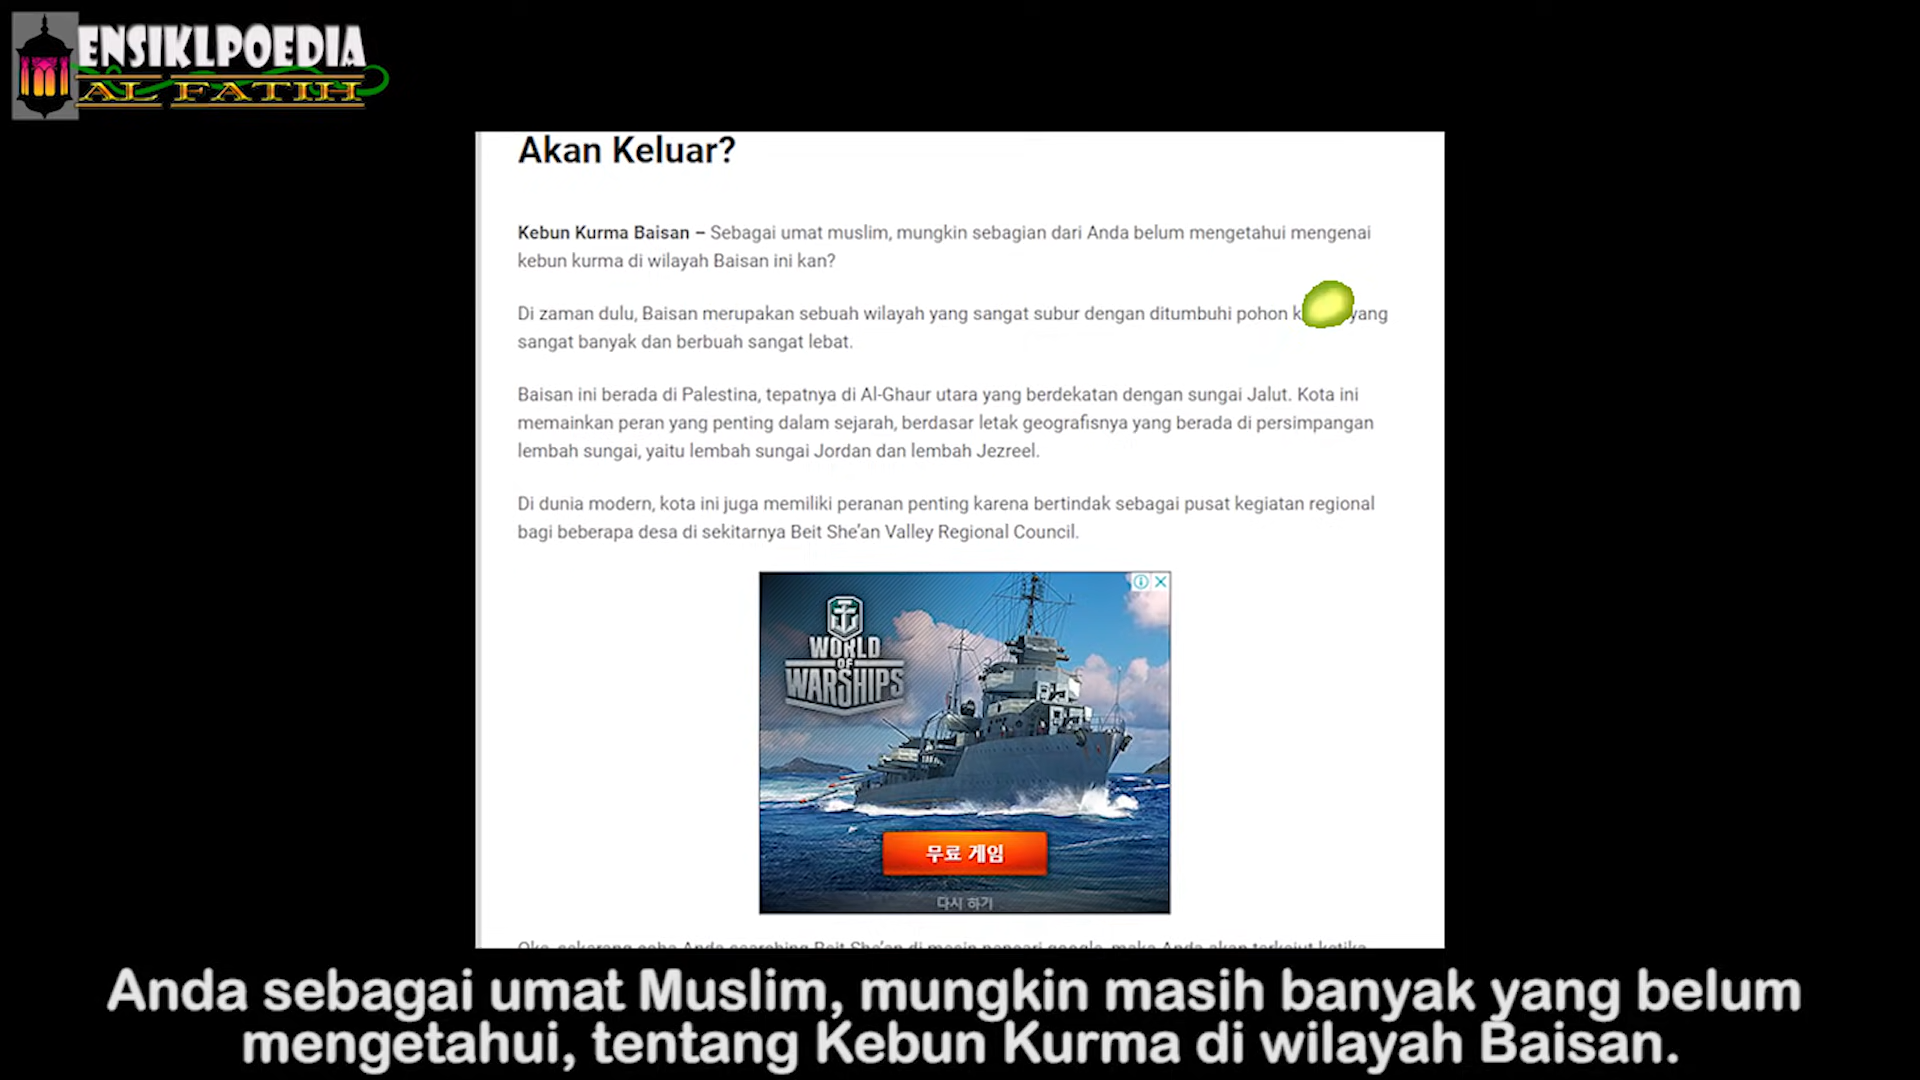 ENSIKLPOEDIA
AL FATIH
Akan Keluar?
Kebun Kurma Baisan – Sebagai umat muslim, mungkin sebagian dari Anda belum mengetahui mengenai
kebun kurma di wilayah Baisan ini kan?
Di zaman dulu, Baisan merupakan sebuah wilayah yang sangat subur dengan ditumbuhi pohon yang
sangat banyak dan berbuah sangat lebat.
Baisan ini berada di Palestina, tepatnya di Al-Ghaur utara yang berdekatan dengan sungai Jalut. Kota ini
memainkan peran yang penting dalam sejarah, berdasar letak geografisnya yang berada di persimpangan
lembah sungai, yaitu lembah sungai Jordan dan lembah Jezreel.
Di dunia modern, kota ini juga memiliki peranan penting karena bertindak sebagai pusat kegiatan regional
bagi beberapa desa di sekitarnya Beit She’an Valley Regional Council.
WORLD
OF
WARSHIPS
무료 게임
다시 하기
Anda sebagai umat Muslim, mungkin masih banyak yang belum
mengetahui, tentang Kebun Kurma di wilayah Baisan.